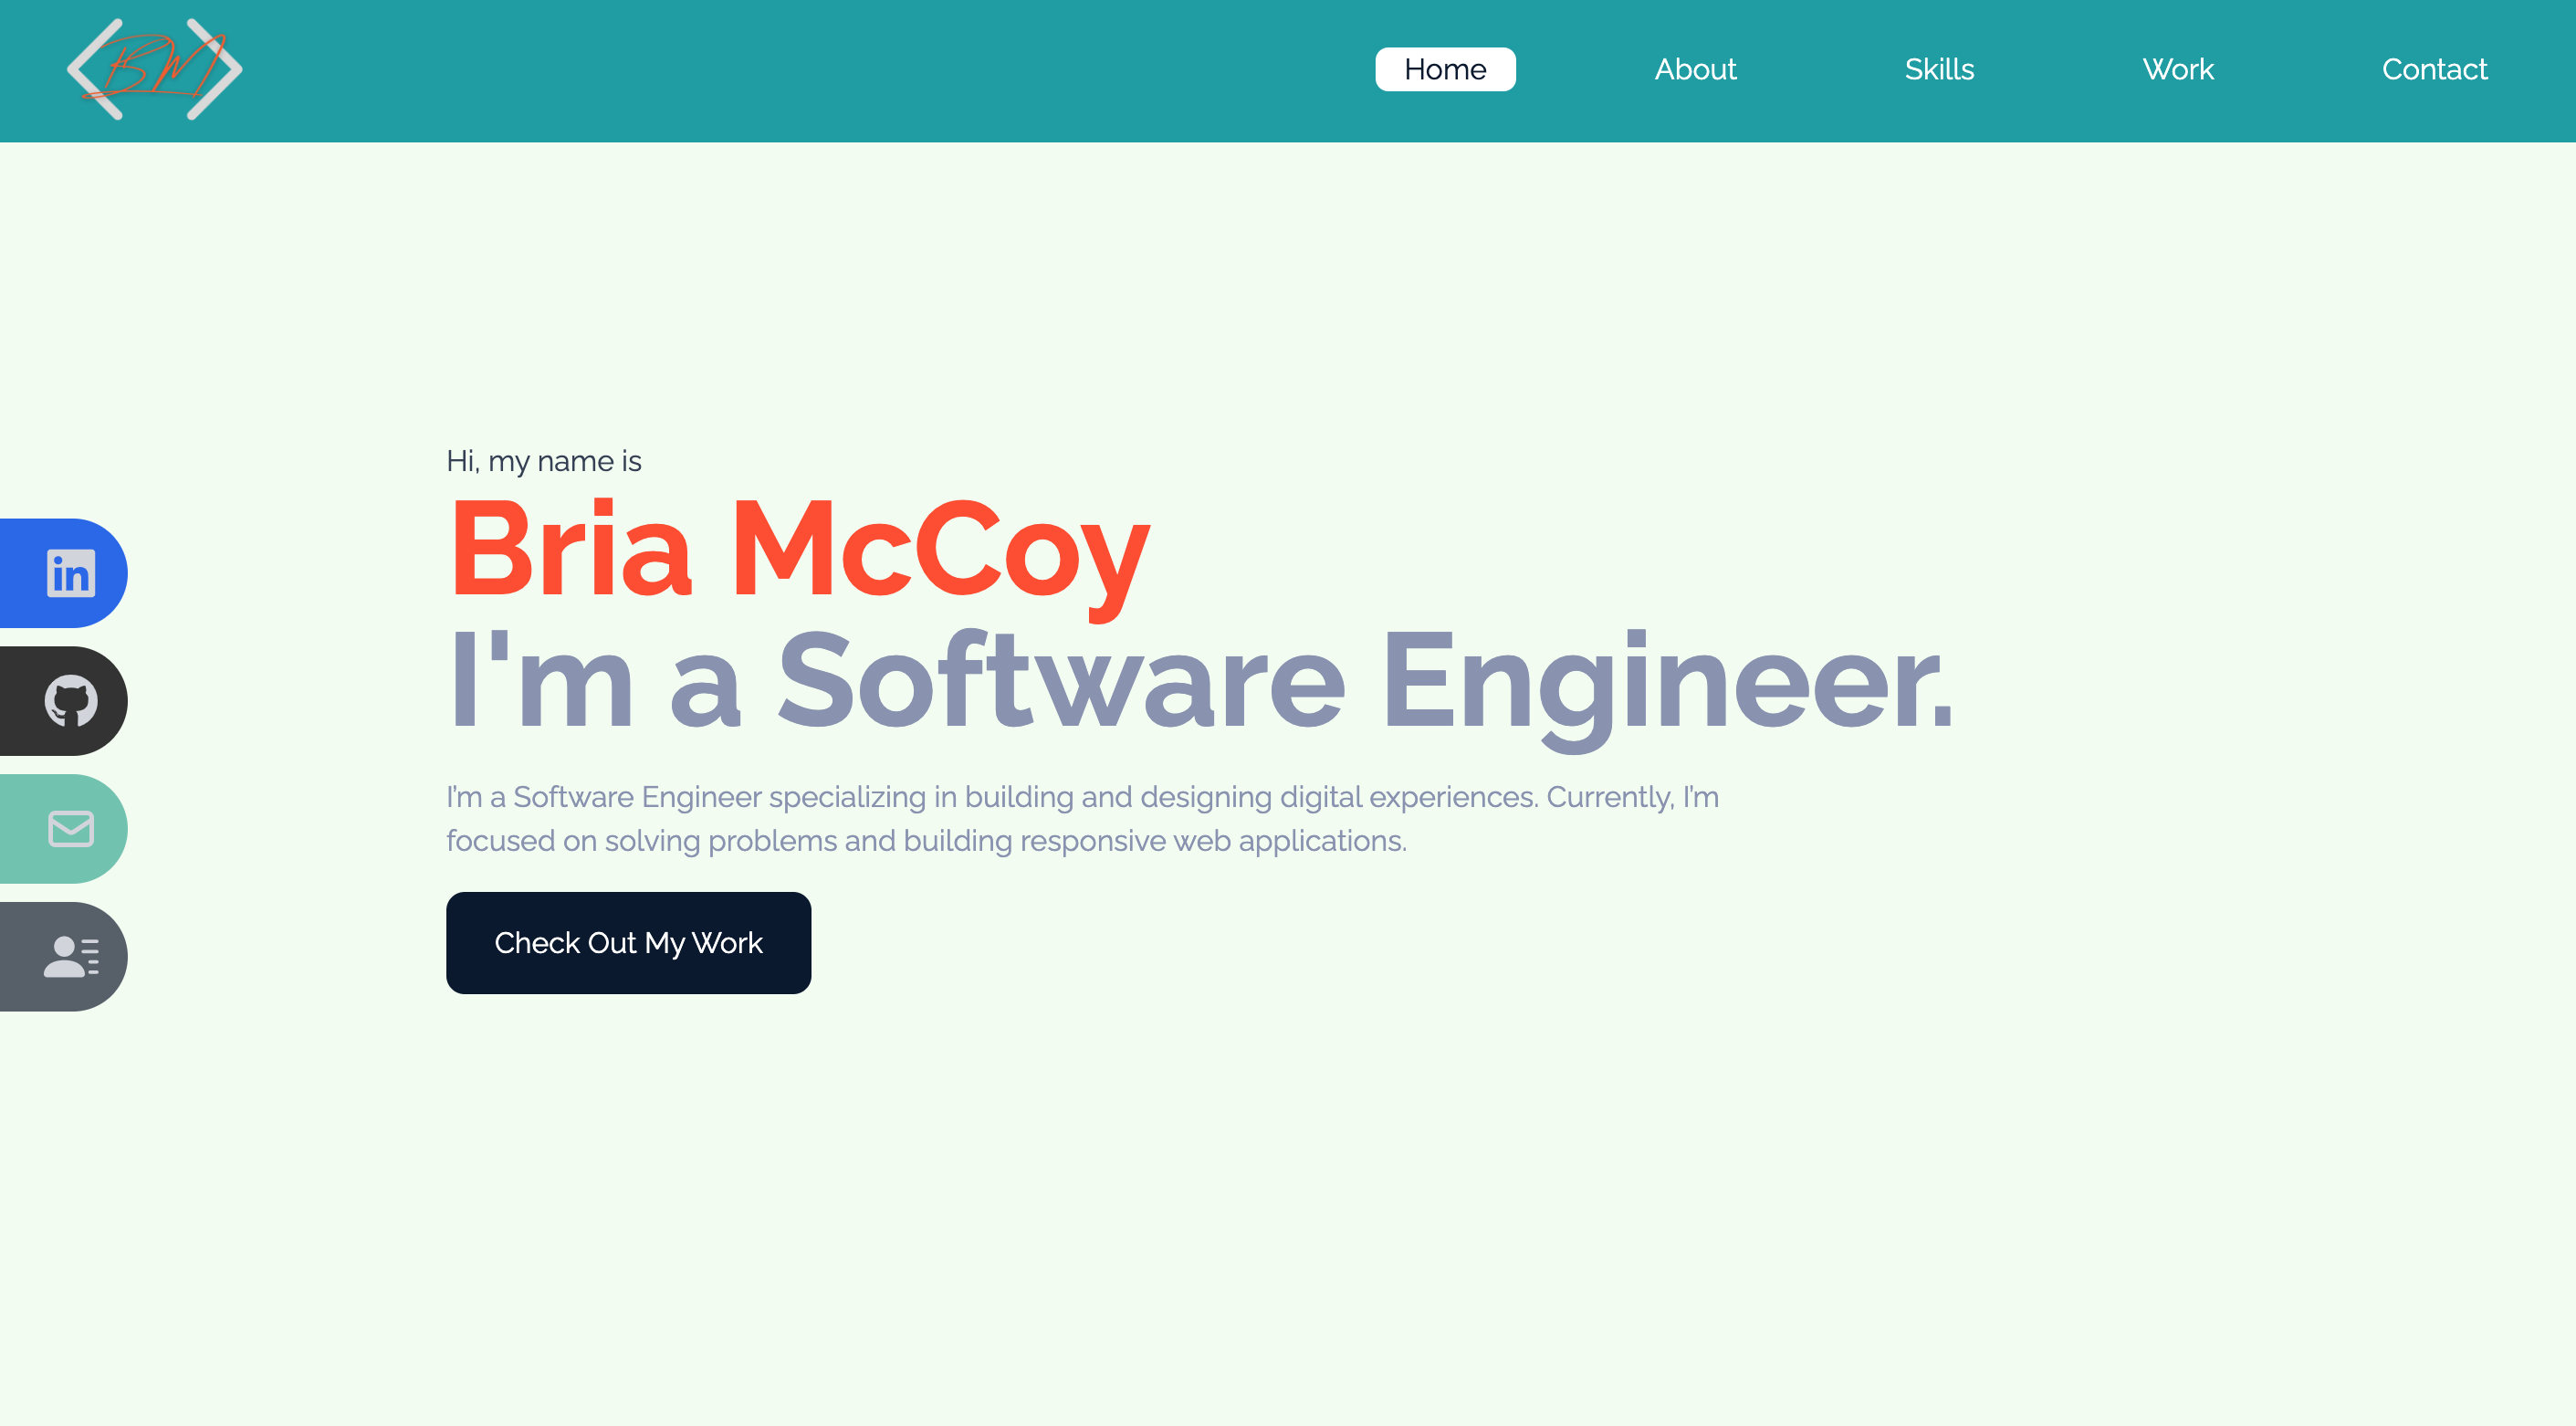 BM
Home About Skills Work Contact
Hi, my name is
Bria McCoy
I'm a Software Engineer.
I'm a Software Engineer specializing in building and designing digital experiences. Currently, I'm
focused on solving problems and building responsive web applications.
in
Check Out My Work